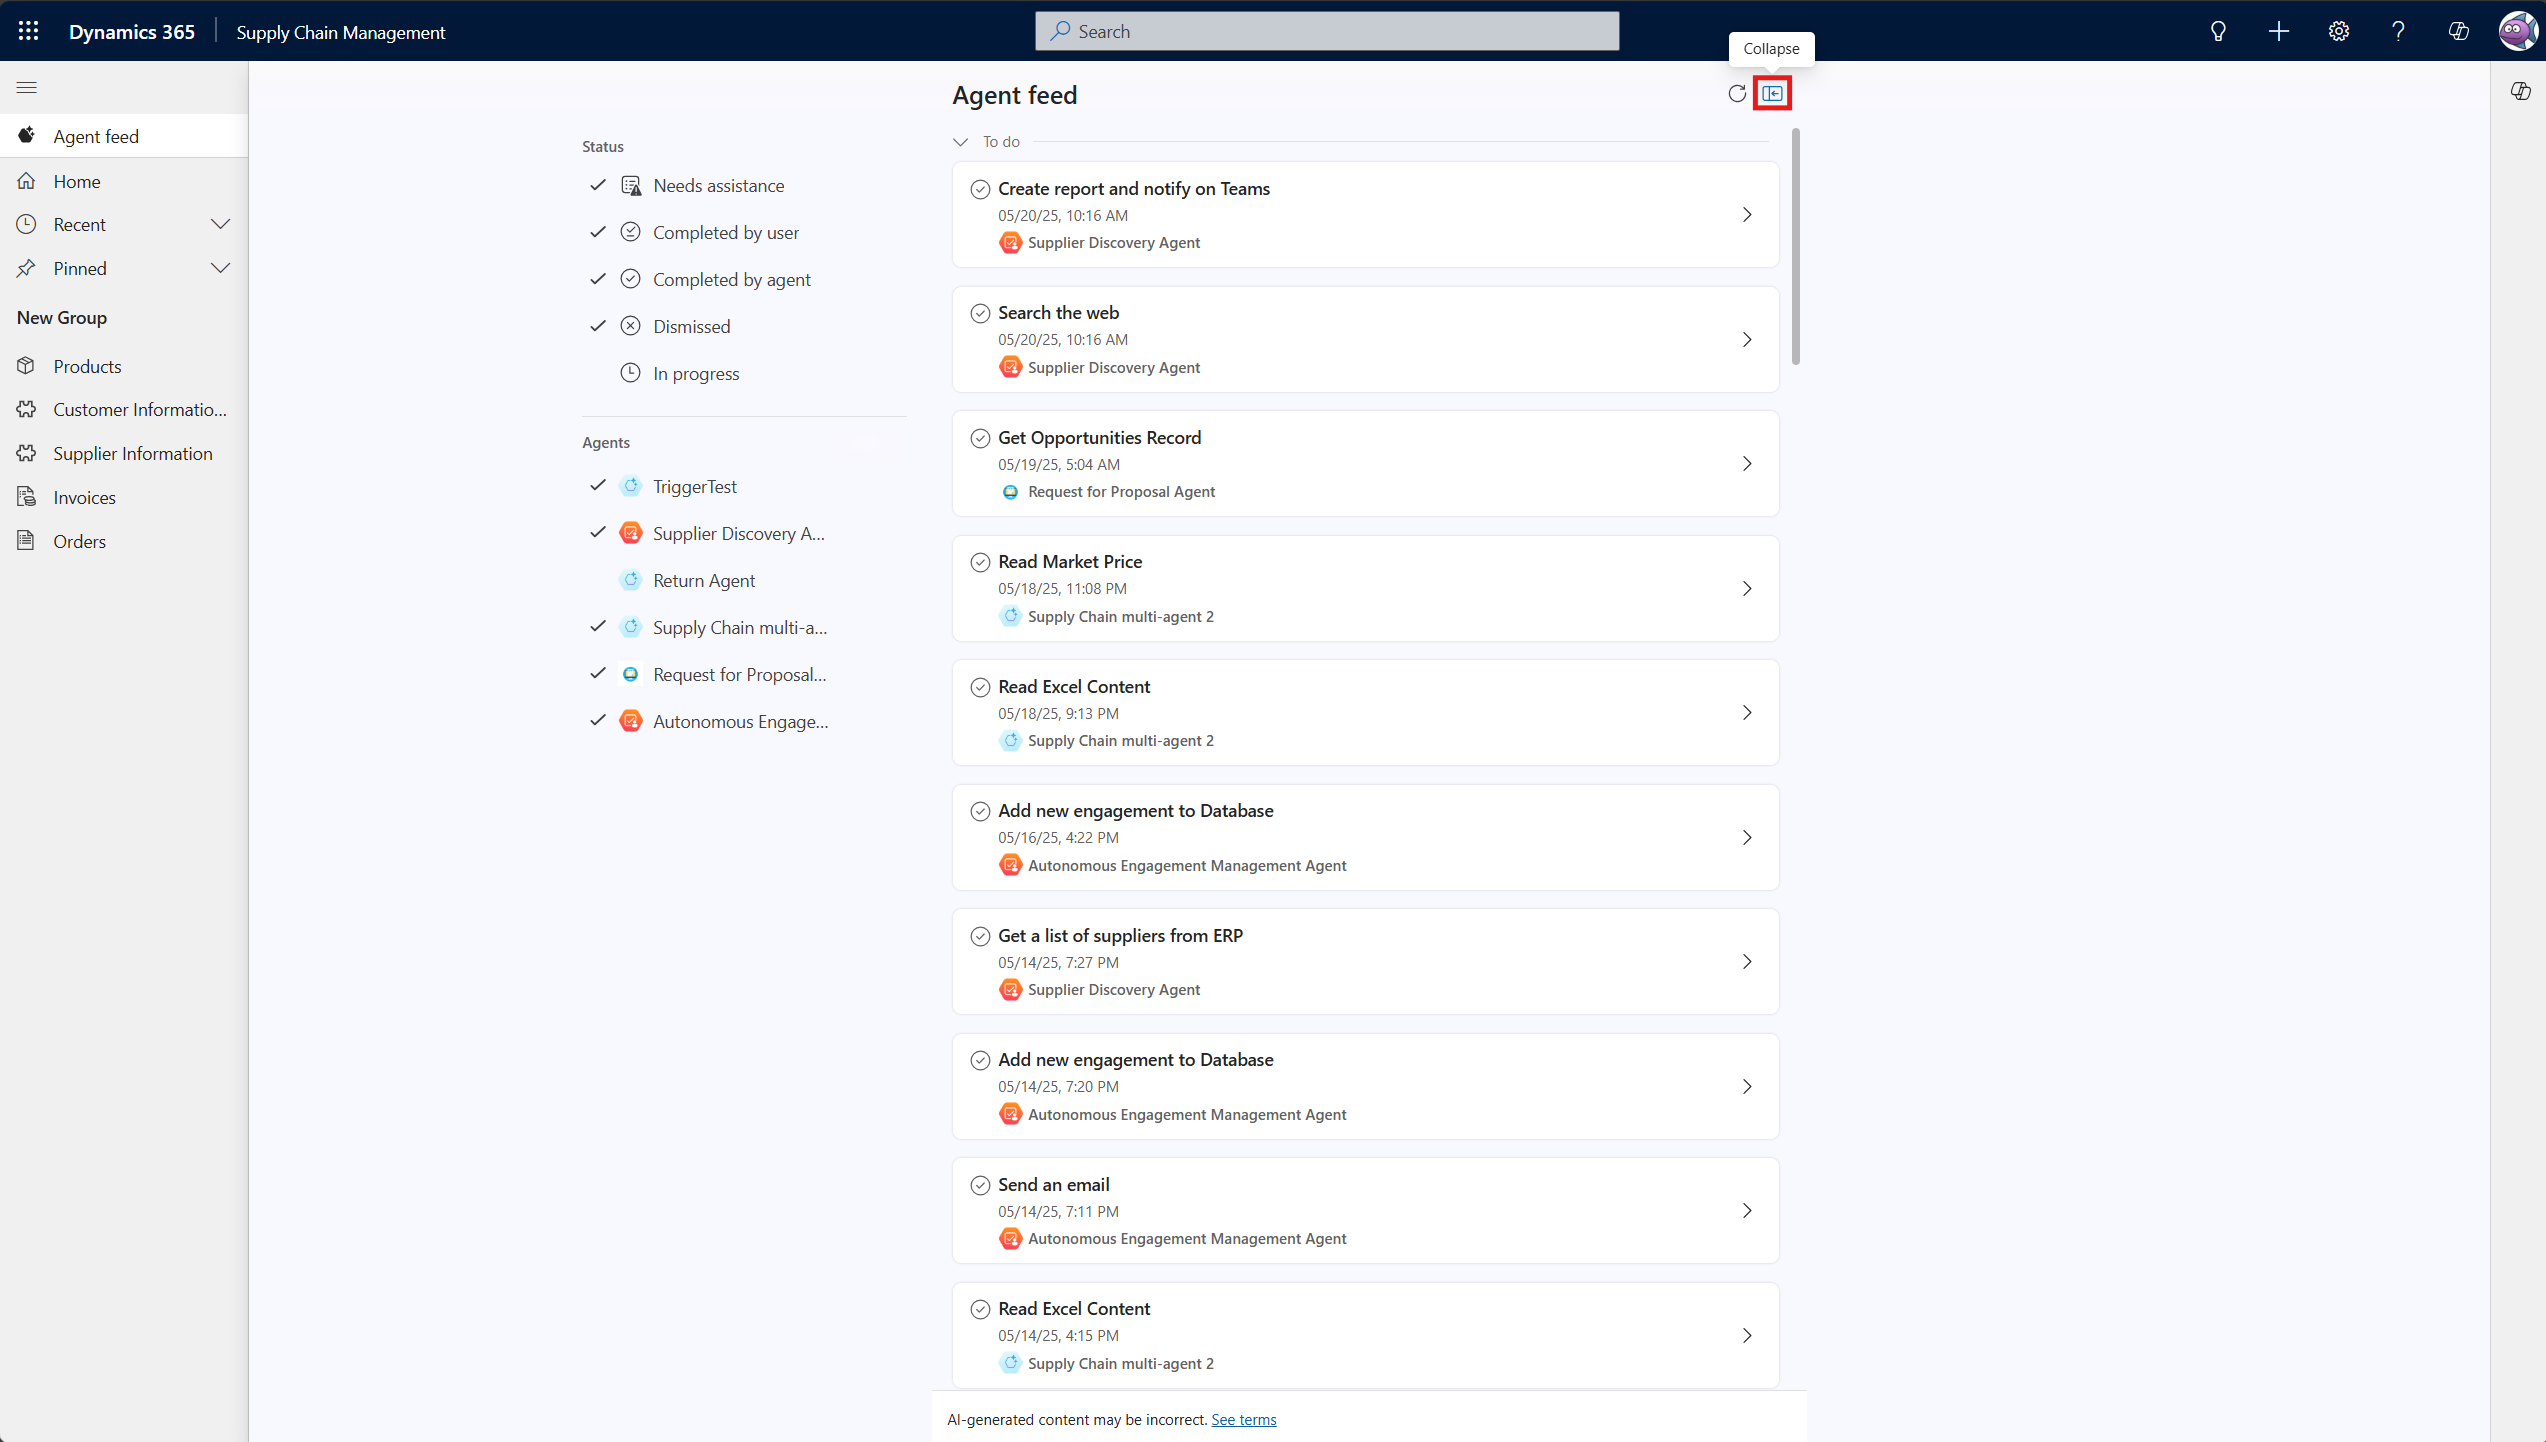 Dynamics 365
Supply Chain Management
Search
Collapse
Agent feed
Home
Recent
Pinned
New Group
Products
Customer Informatio...
Supplier Information
Invoices
Orders
Status
Needs assistance
Completed by user
Completed by agent
Dismissed
In progress
Agents
TriggerTest
Supplier Discovery A...
Return Agent
Supply Chain multi-a...
Request for Proposal...
Autonomous Engage...
Agent feed
To do
Create report and notify on Teams
05/20/25, 10:16 AM
Supplier Discovery Agent
Search the web
05/20/25, 10:16 AM
Supplier Discovery Agent
Get Opportunities Record
05/19/25, 5:04 AM
Request for Proposal Agent
Read Market Price
05/18/25, 11:08 PM
Supply Chain multi-agent 2
Read Excel Content
05/18/25, 9:13 PM
Supply Chain multi-agent 2
Add new engagement to Database
05/16/25, 4:22 PM
Autonomous Engagement Management Agent
Get a list of suppliers from ERP
05/14/25, 7:27 PM
Supplier Discovery Agent
Add new engagement to Database
05/14/25, 7:20 PM
Autonomous Engagement Management Agent
Send an email
05/14/25, 7:11 PM
Autonomous Engagement Management Agent
Read Excel Content
05/14/25, 4:15 PM
Supply Chain multi-agent 2
AI-generated content may be incorrect. See terms